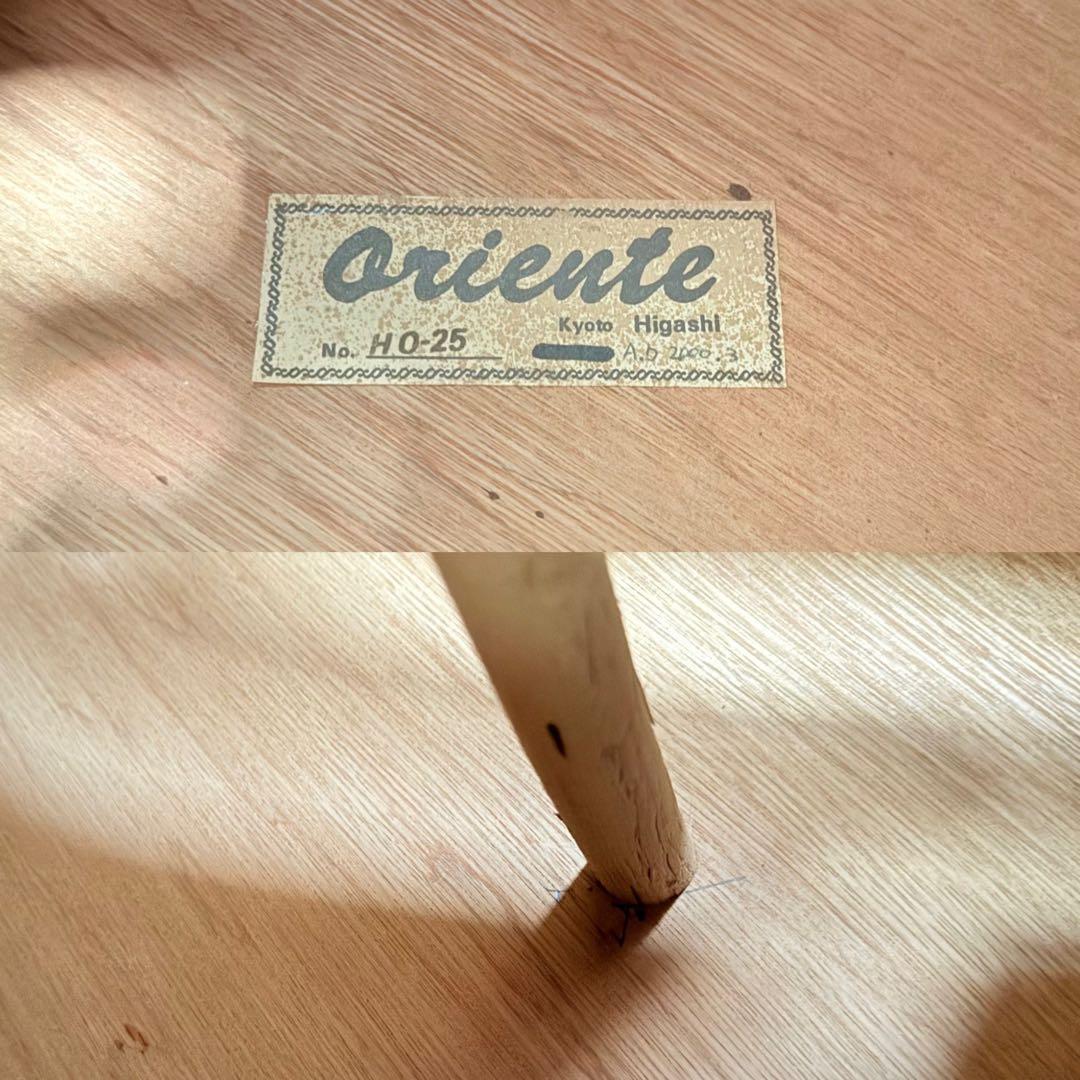 Oriente
Kyoto Higashi
No. HO-25 A.D 2000.3